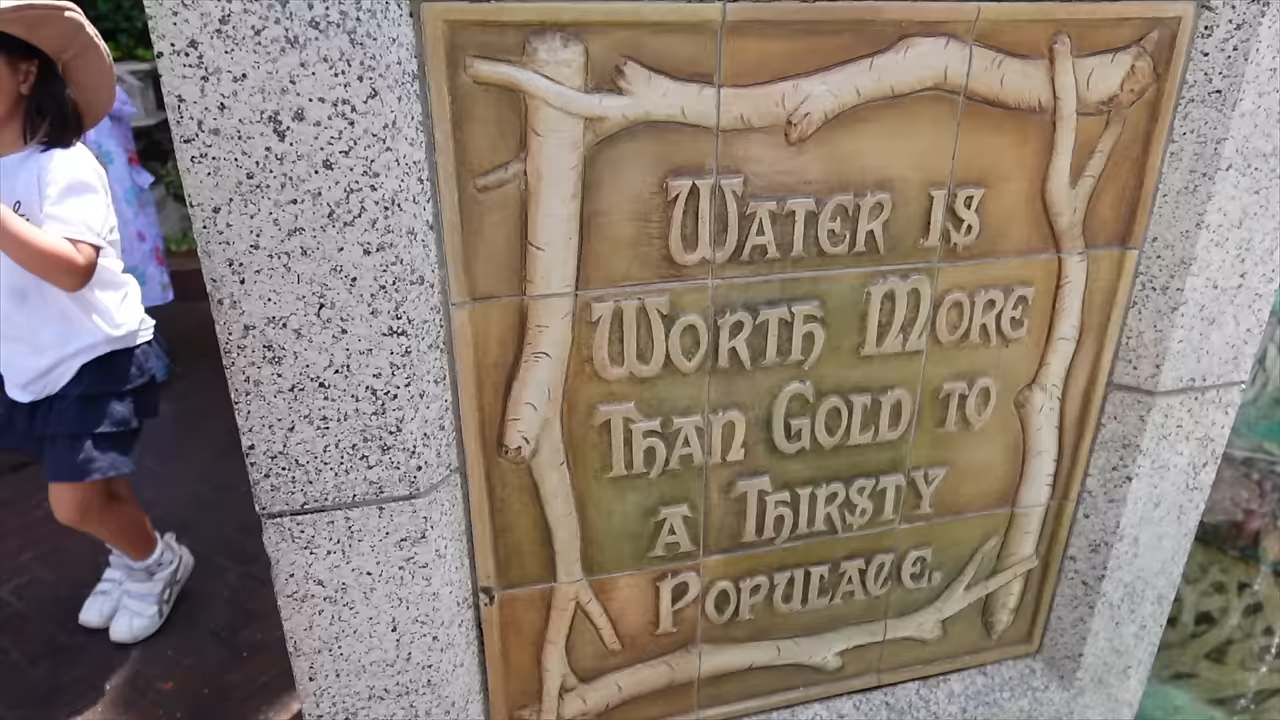 Water is
Worth More
Than Gold to
a Thirsty
Populace.